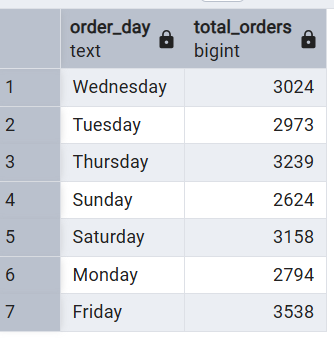 order_day total_orders
text bigint
1 Wednesday 3024
2 Tuesday 2973
3 Thursday 3239
4 Sunday 2624
5 Saturday 3158
6 Monday 2794
7 Friday 3538